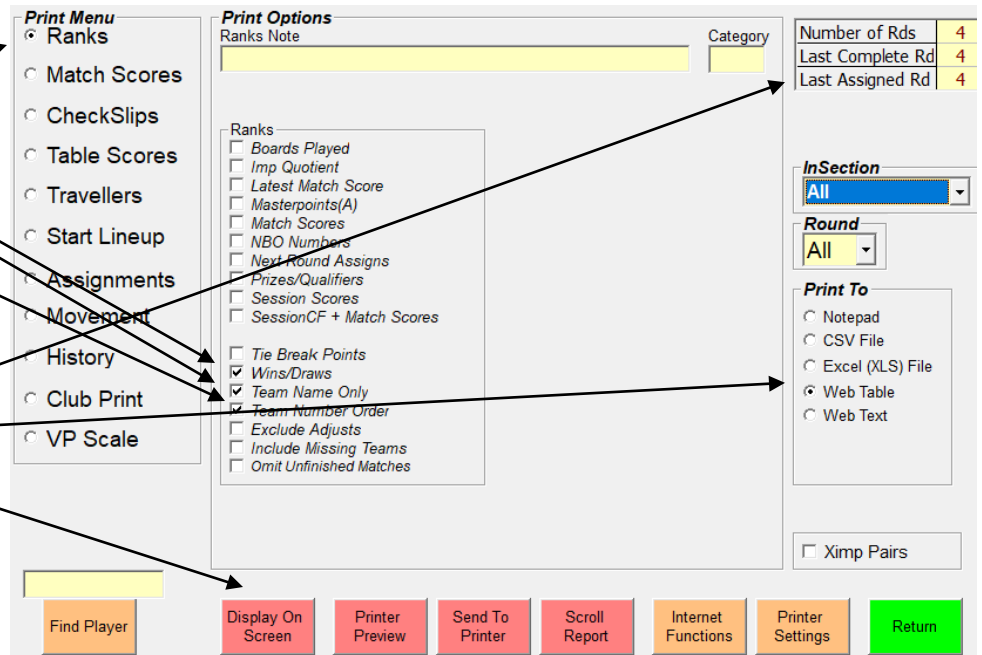 Print Menu
Ranks
Match Scores
CheckSlips
Table Scores
Travellers
Start Lineup
Assignments
Movement
History
Club Print
VP Scale
Print Options
Ranks Note
Category
Ranks
Boards Played
Imp Quotient
Latest Match Score
Masterpoints(A)
Match Scores
NBO Numbers
Next Round Assigns
Prizes/Qualifiers
Session Scores
SessionCF + Match Scores
Tie Break Points
Wins/Draws
Team Name Only
Team Number Order
Exclude Adjusts
Include Missing Teams
Omit Unfinished Matches
Number of Rds 4
Last Complete Rd 4
Last Assigned Rd 4
InSection
All
Round
All
Print To
Notepad
CSV File
Excel (XLS) File
Web Table
Web Text
Ximp Pairs
Find Player
Display On
Screen
Printer
Preview
Send To
Printer
Scroll
Report
Internet
Functions
Printer
Settings
Return